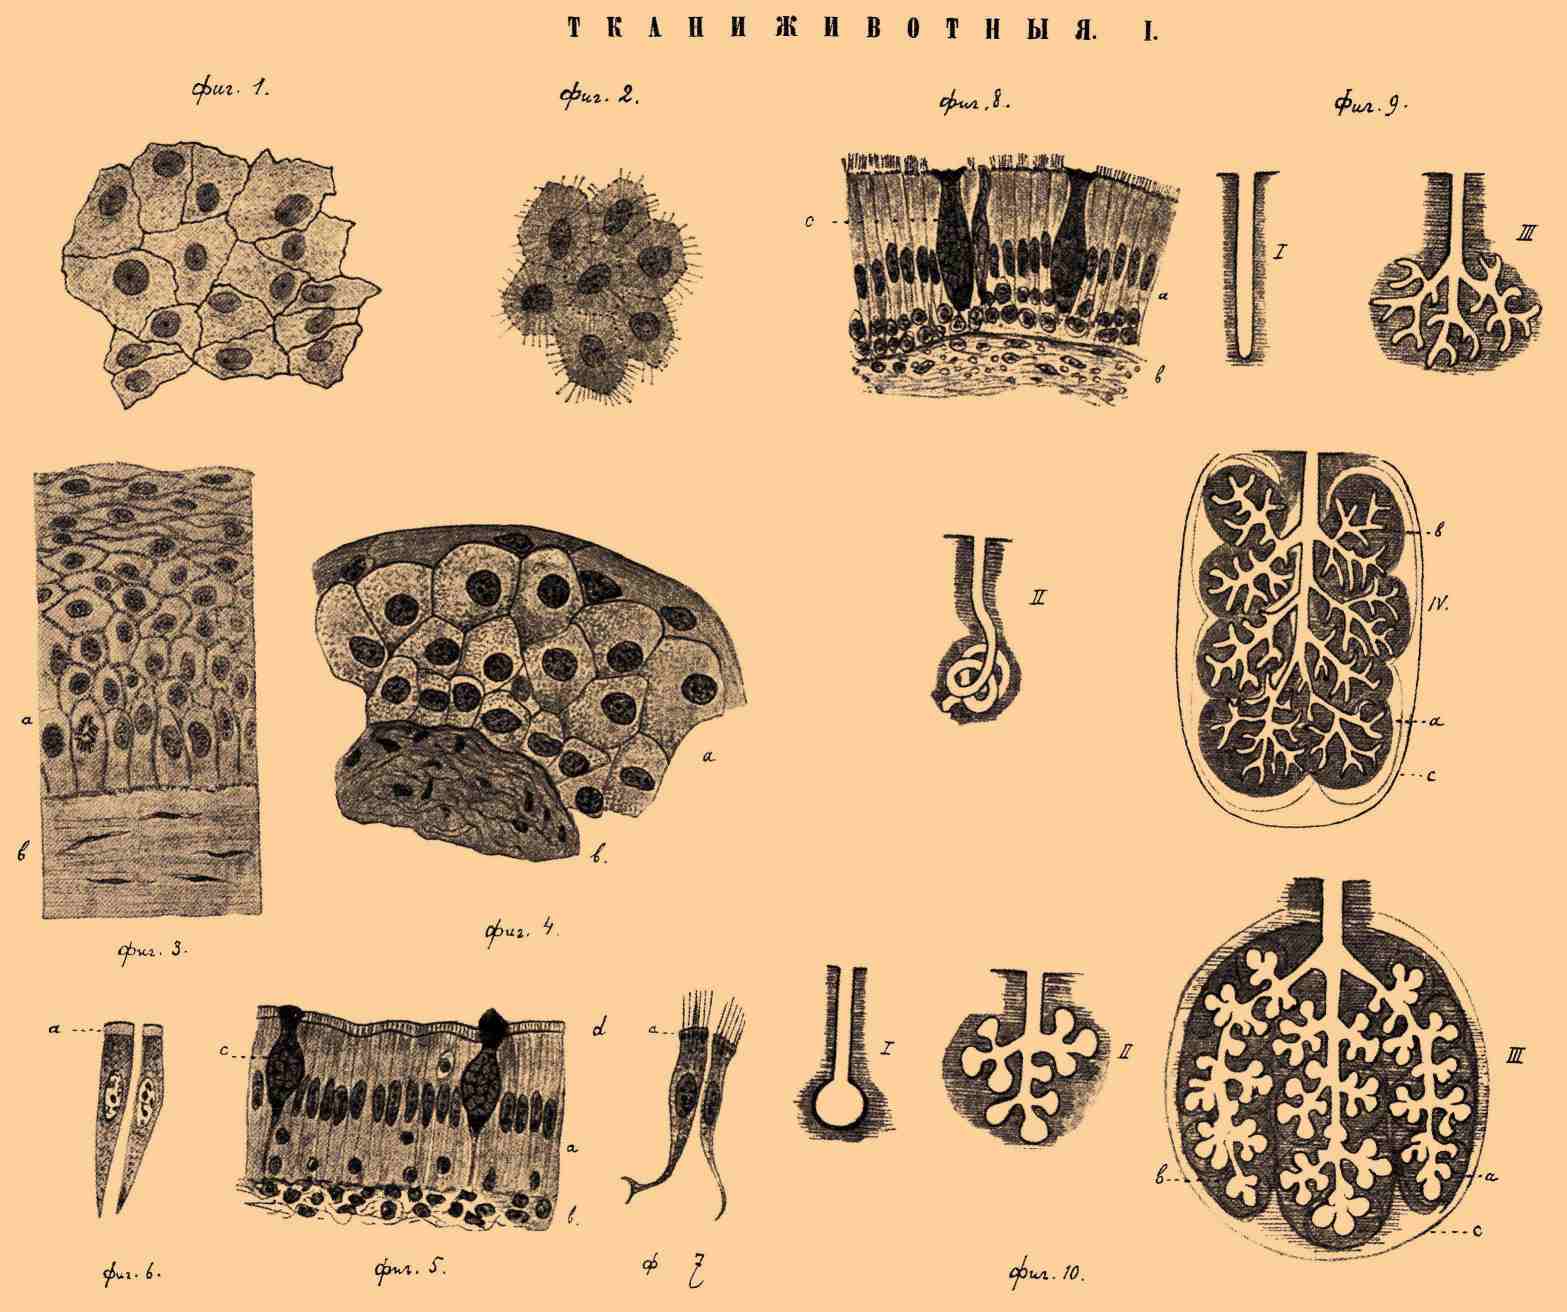 ТКАНИ ЖИВОТНЫЯ. I.
фиг. 1.
фиг. 2.
фиг. 8.
Фиг. 9.
c
a
в
I
III
a
в
фиг. 3.
a
в.
фиг. 4.
II
в
IV.
a
c
a
фиг. 6.
c
d
a
в.
фиг. 5.
a
ф 7
I
II
III
в
a
c
фиг. 10.